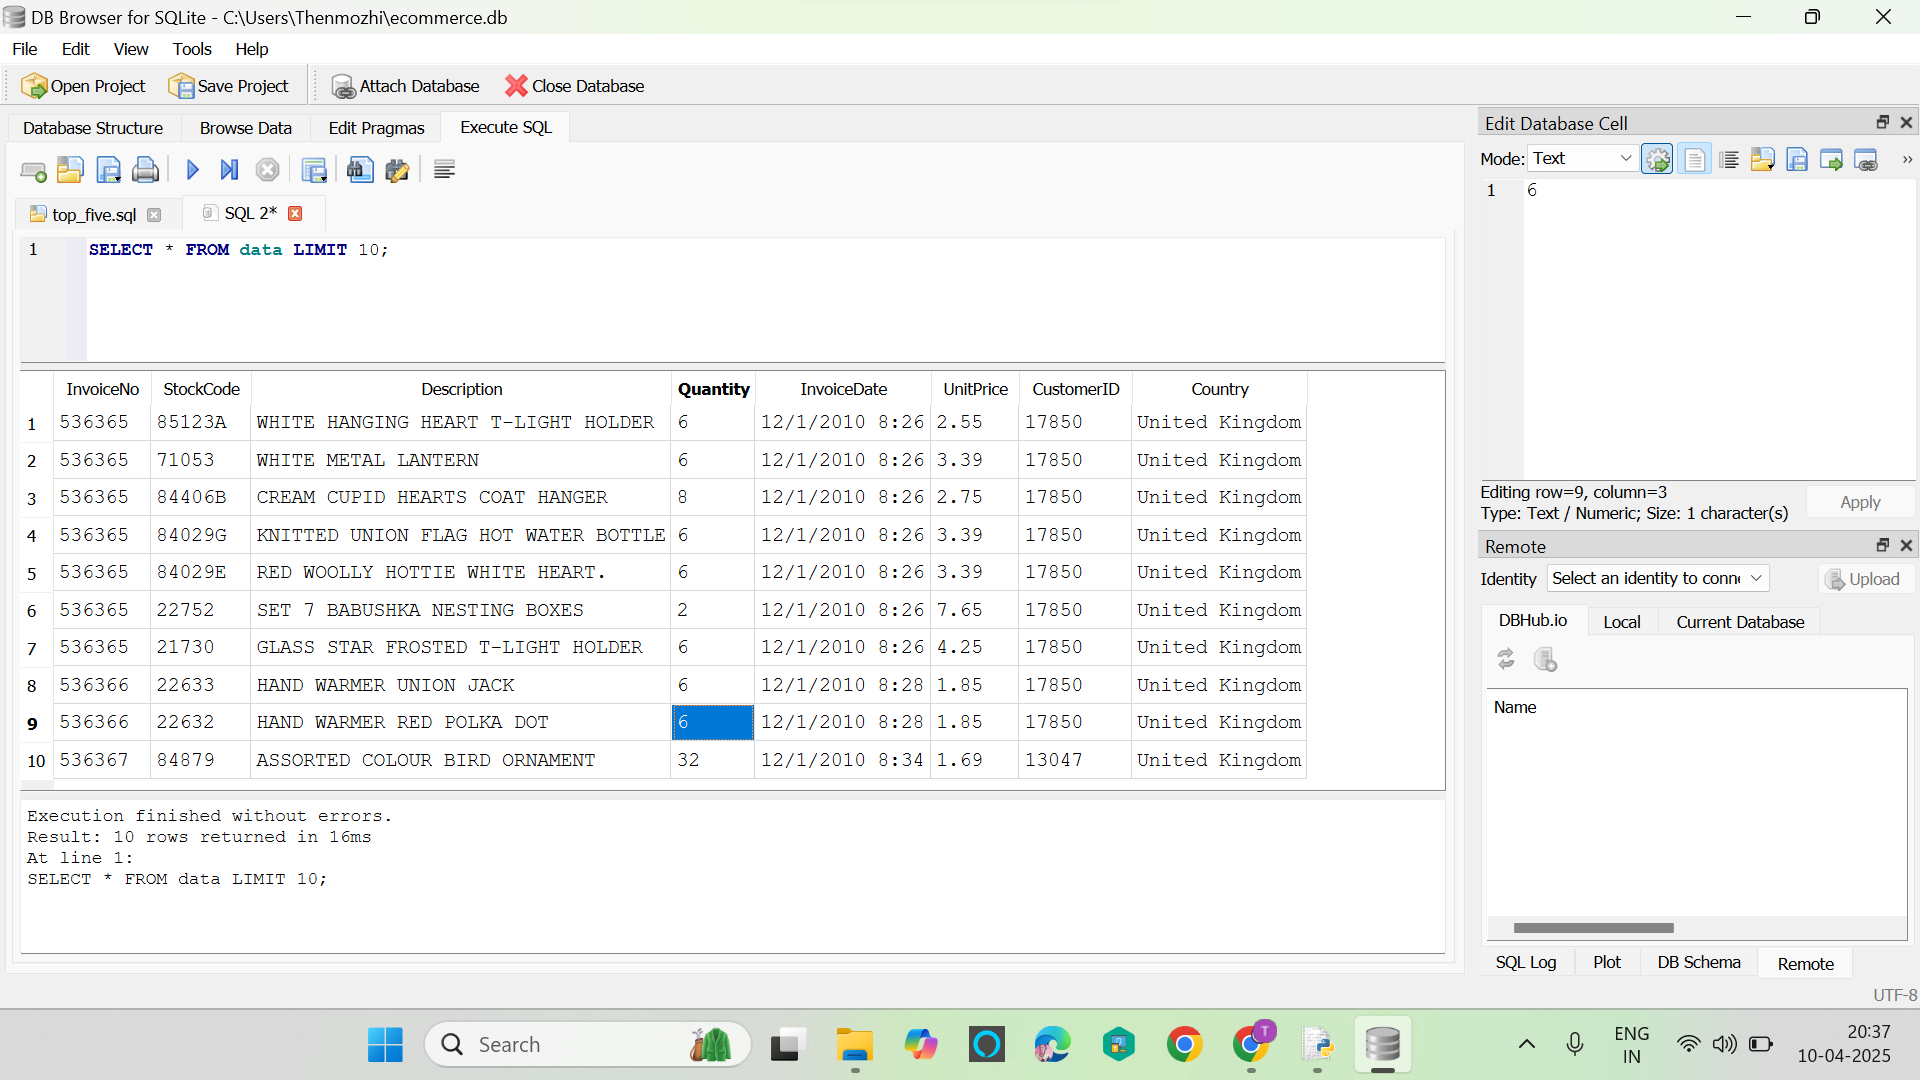 DB Browser for SQLite - C:\Users\Thenmozhi\ecommerce.db
File Edit View Tools Help
Open Project Save Project Attach Database Close Database
Database Structure Browse Data Edit Pragmas Execute SQL
top_five.sql SQL 2*
1 SELECT * FROM data LIMIT 10;
InvoiceNo StockCode Description Quantity InvoiceDate UnitPrice CustomerID Country
1 536365 85123A WHITE HANGING HEART T-LIGHT HOLDER 6 12/1/2010 8:26 2.55 17850 United Kingdom
2 536365 71053 WHITE METAL LANTERN 6 12/1/2010 8:26 3.39 17850 United Kingdom
3 536365 84406B CREAM CUPID HEARTS COAT HANGER 8 12/1/2010 8:26 2.75 17850 United Kingdom
4 536365 84029G KNITTED UNION FLAG HOT WATER BOTTLE 6 12/1/2010 8:26 3.39 17850 United Kingdom
5 536365 84029E RED WOOLLY HOTTIE WHITE HEART. 6 12/1/2010 8:26 3.39 17850 United Kingdom
6 536365 22752 SET 7 BABUSHKA NESTING BOXES 2 12/1/2010 8:26 7.65 17850 United Kingdom
7 536365 21730 GLASS STAR FROSTED T-LIGHT HOLDER 6 12/1/2010 8:26 4.25 17850 United Kingdom
8 536366 22633 HAND WARMER UNION JACK 6 12/1/2010 8:28 1.85 17850 United Kingdom
9 536366 22632 HAND WARMER RED POLKA DOT 6 12/1/2010 8:28 1.85 17850 United Kingdom
10 536367 84879 ASSORTED COLOUR BIRD ORNAMENT 32 12/1/2010 8:34 1.69 13047 United Kingdom
Execution finished without errors.
Result: 10 rows returned in 16ms
At line 1:
SELECT * FROM data LIMIT 10;
Edit Database Cell
Mode: Text
1 6
Editing row=9, column=3
Type: Text / Numeric; Size: 1 character(s)
Apply
Remote
Identity Select an identity to conn Upload
DBHub.io Local Current Database
Name
SQL Log Plot DB Schema Remote
UTF-8
Search
T
ENG
IN
20:37
10-04-2025